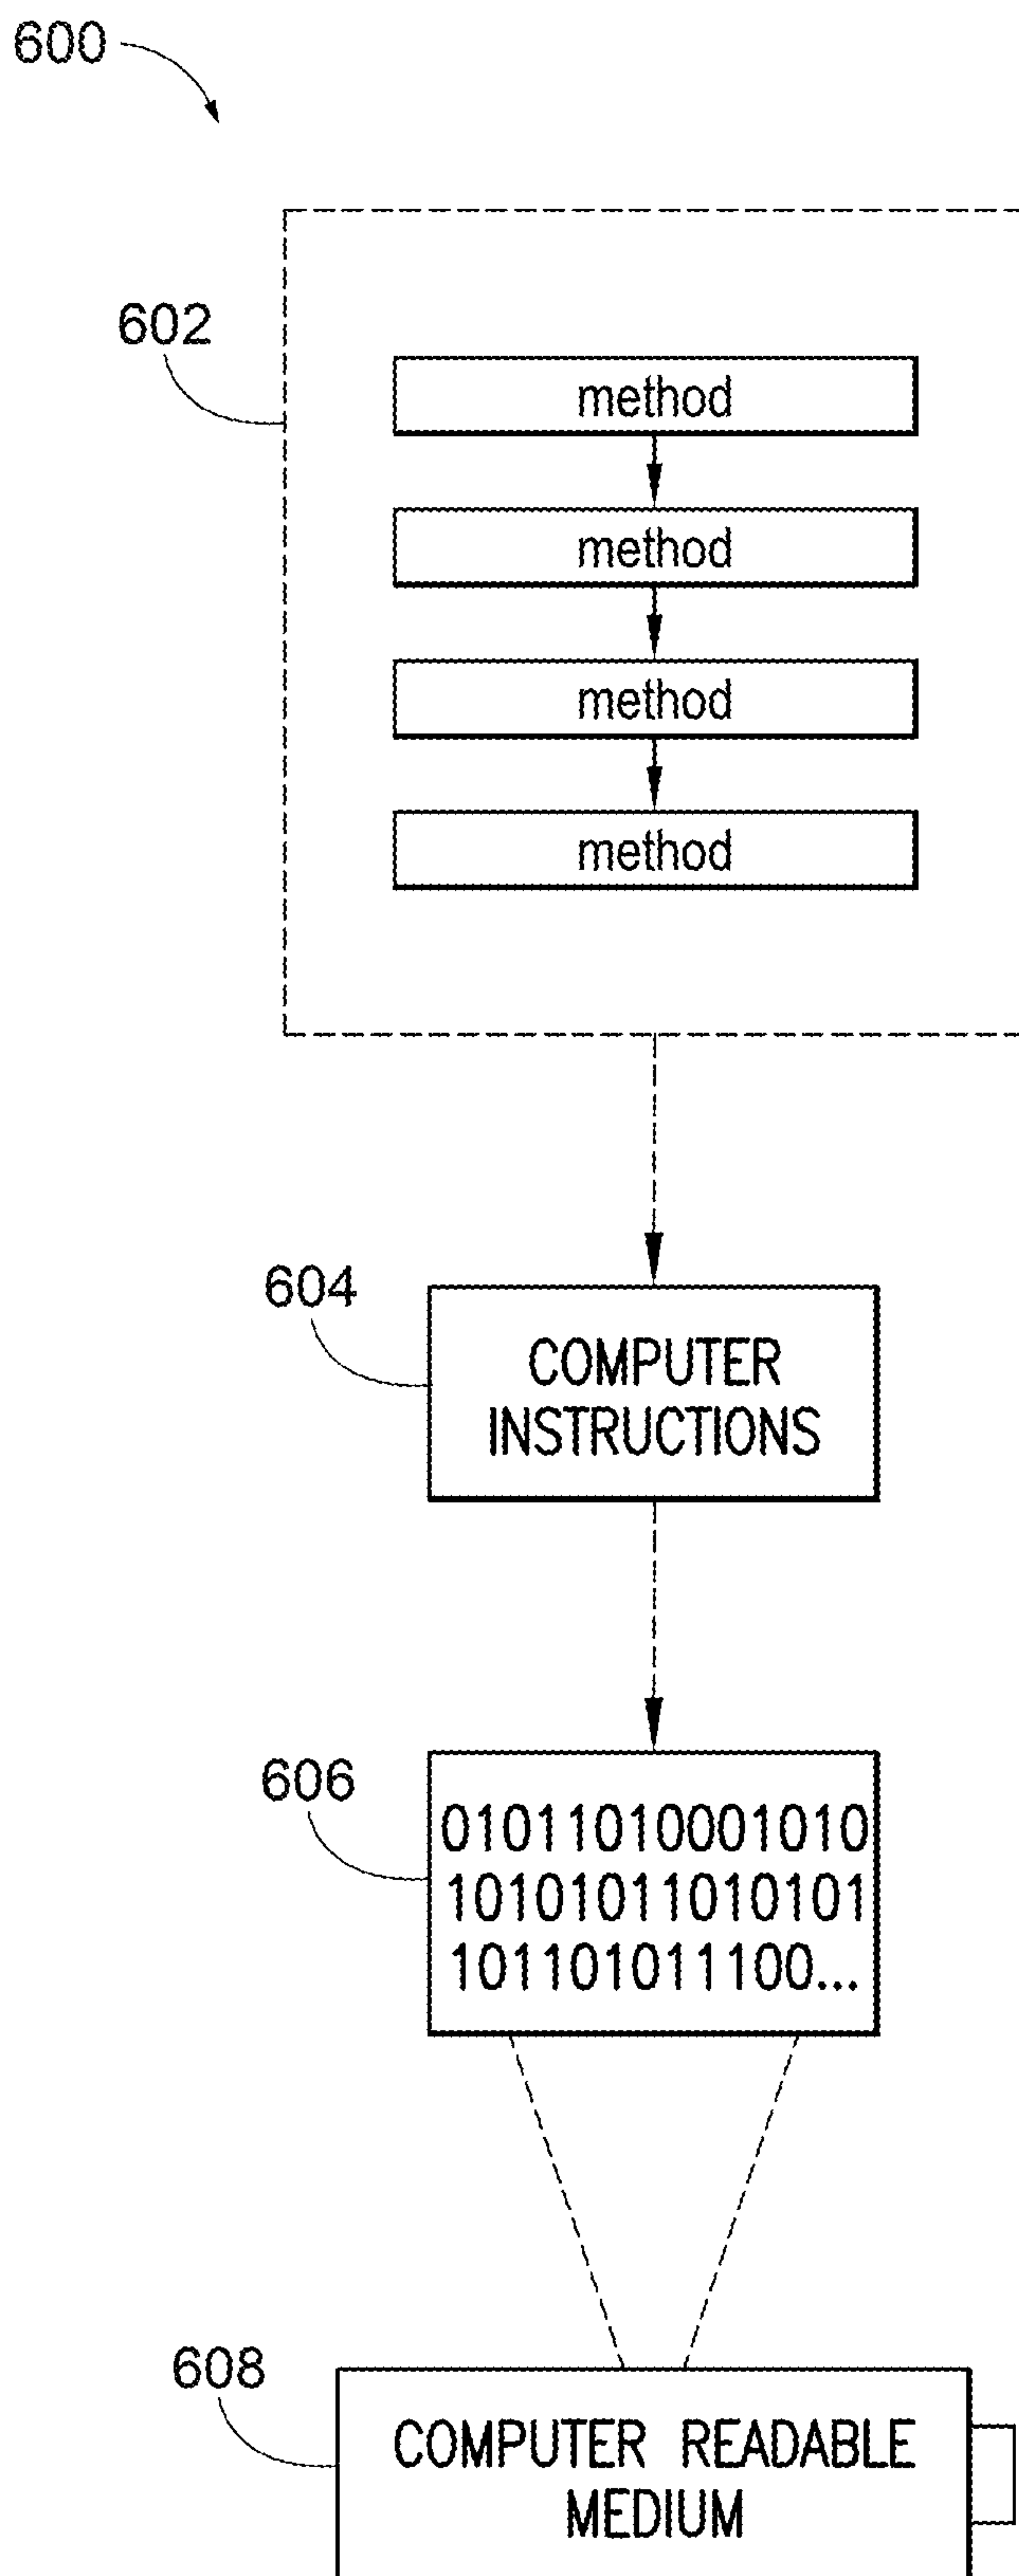 600
602
method
method
method
method
604
COMPUTER
INSTRUCTIONS
606
01011010001010
10101011010101
101101011100...
608
COMPUTER READABLE
MEDIUM